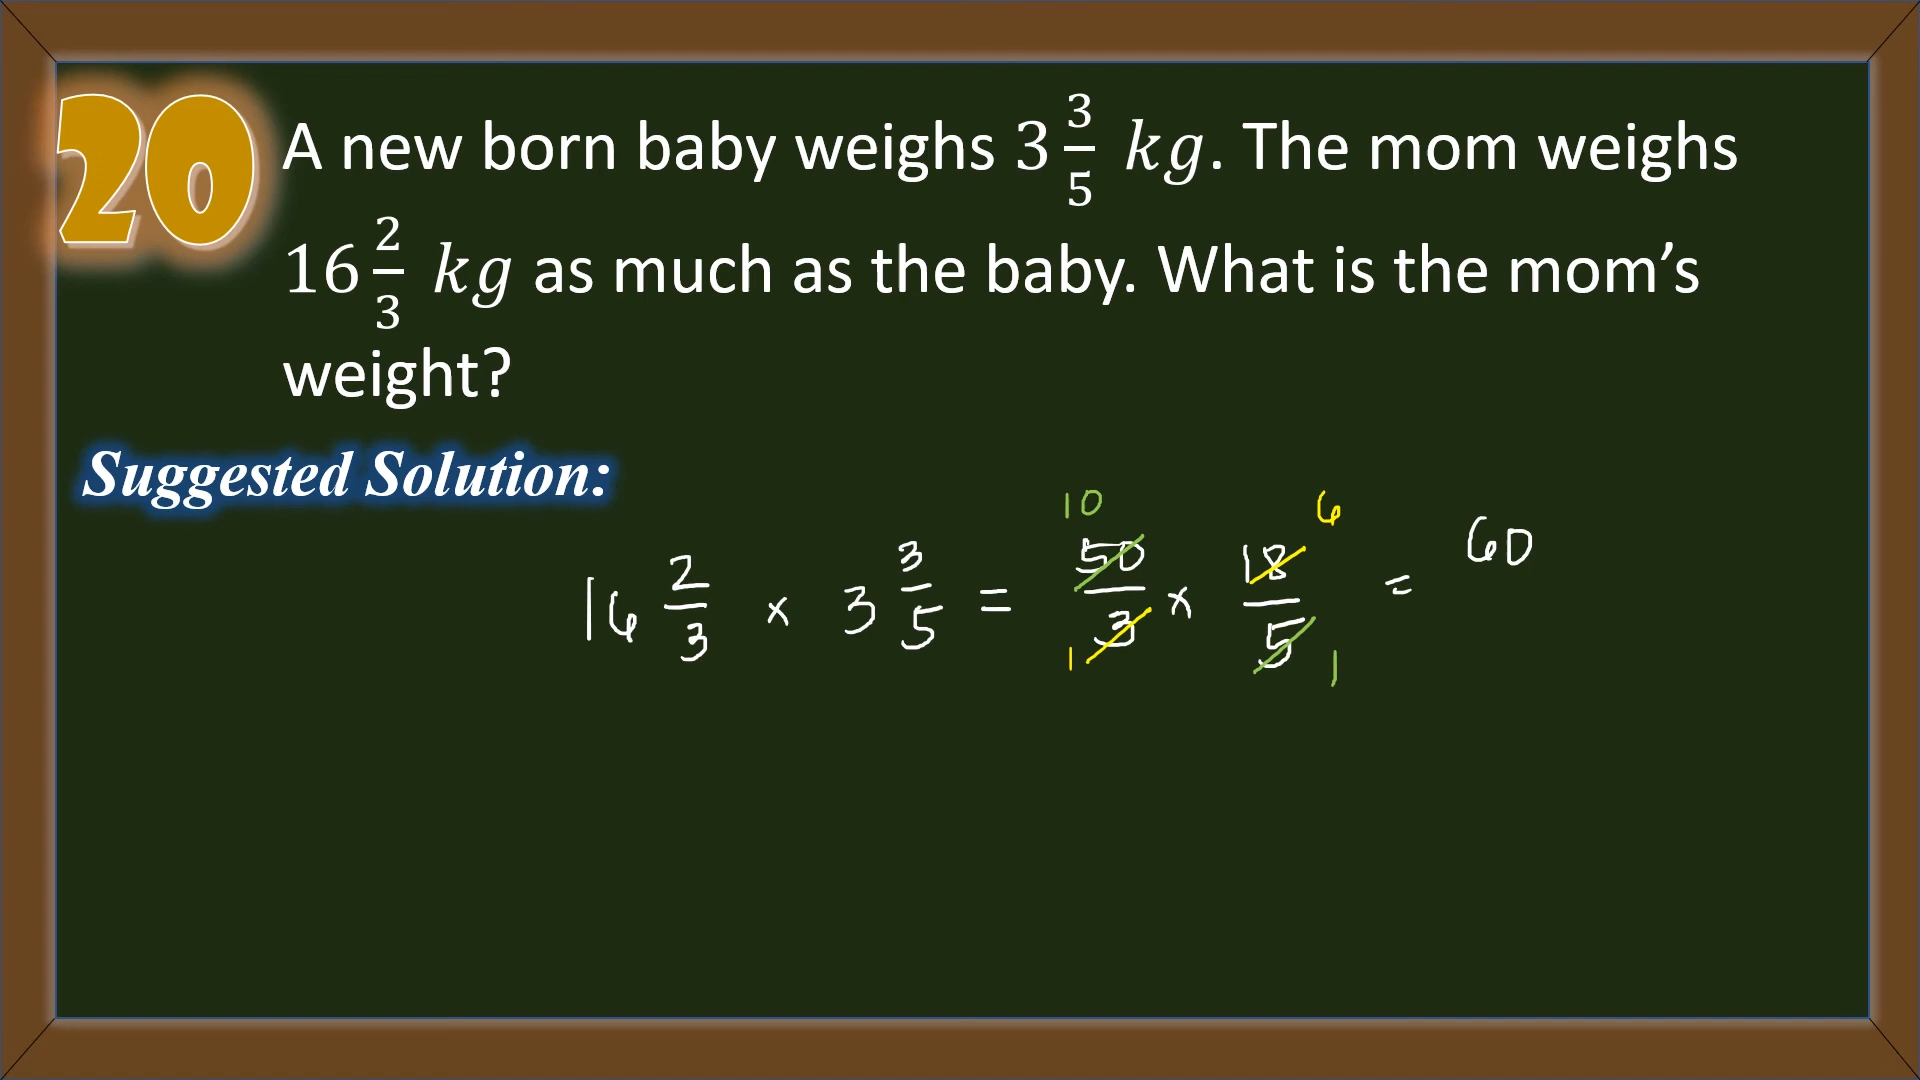 20 A new born baby weighs 3 3/5 kg. The mom weighs
16 2/3 kg as much as the baby. What is the mom’s
weight?
Suggested Solution:
10 6
16 2/3 x 3 3/5 = 50/3 x 18/5 = 60
1 1